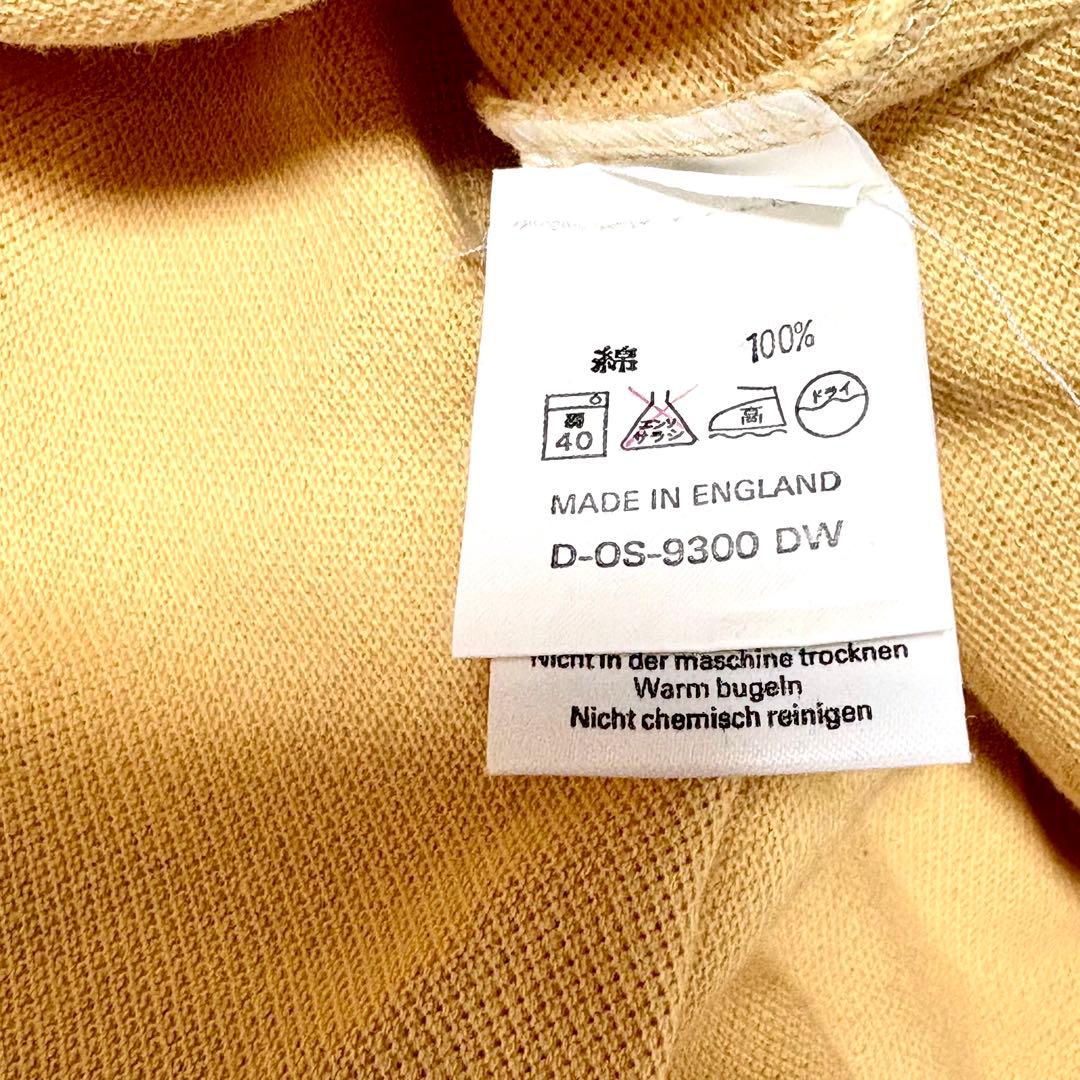 綿 100%
弱 40 エンソサラシ 高 ドライ
MADE IN ENGLAND
D-OS-9300 DW
Nicht in der maschine trocknen
Warm bugeln
Nicht chemisch reinigen